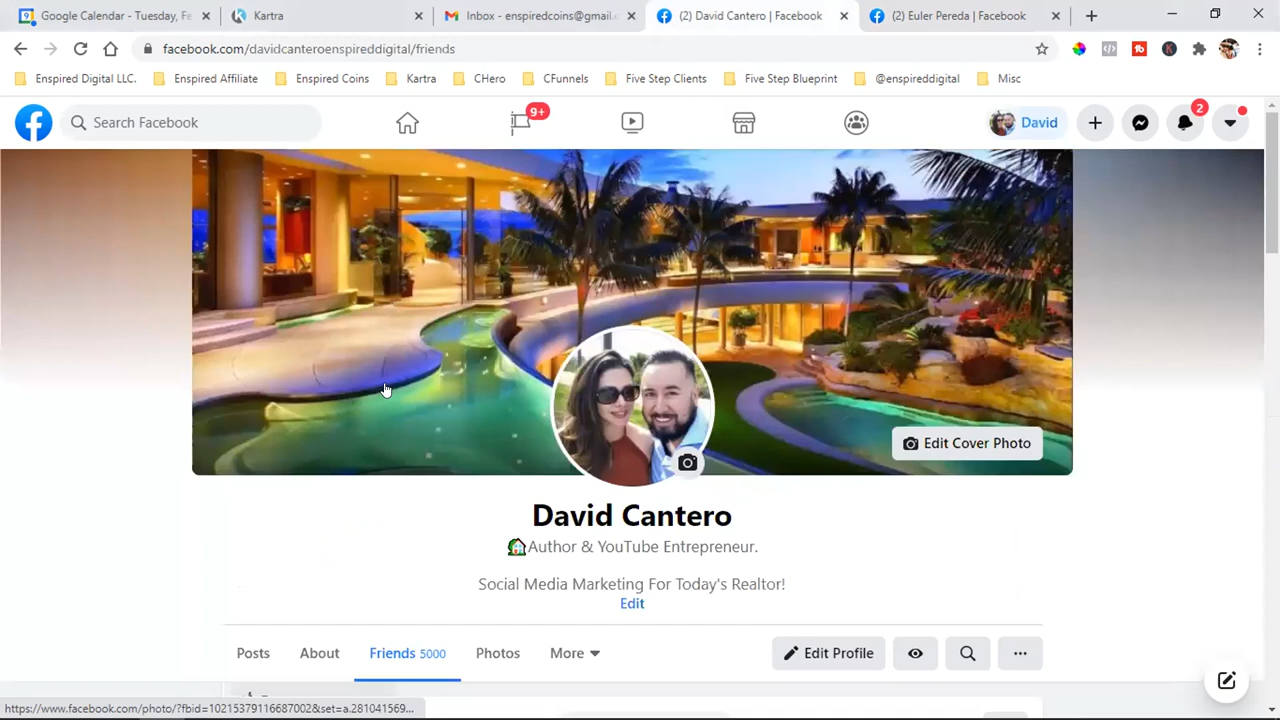 Google Calendar - Tuesday, Fe
Kartra
Inbox - enspiredcoins@gmail.c
(2) David Cantero | Facebook
(2) Euler Pereda | Facebook
facebook.com/davidcanteroenspireddigital/friends
Enspired Digital LLC.
Enspired Affiliate
Enspired Coins
Kartra
CHero
CFunnels
Five Step Clients
Five Step Blueprint
@enspireddigital
Misc
Search Facebook
9+
David
2
Edit Cover Photo
David Cantero
Author & YouTube Entrepreneur.
Social Media Marketing For Today's Realtor!
Edit
Posts
About
Friends 5000
Photos
More
Edit Profile
https://www.facebook.com/photo/?fbid=10215379116687002&set=a.281041569...